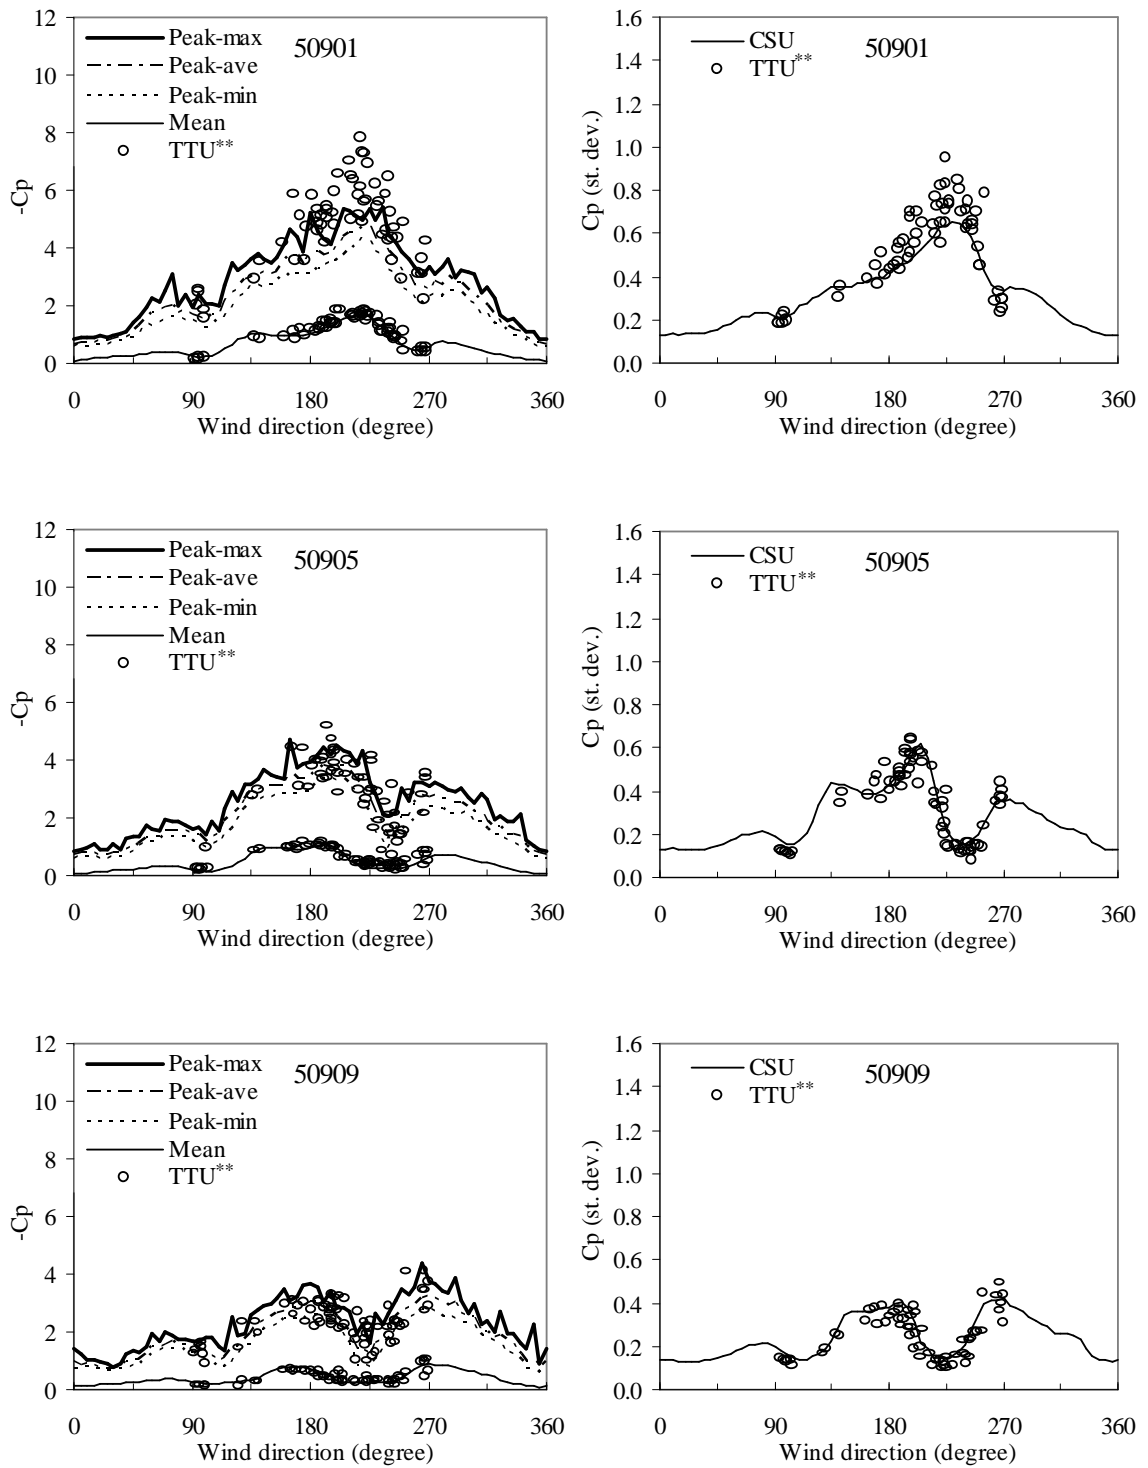 12
10
8
6
4
2
0
-Cp
Peak-max
Peak-ave
Peak-min
Mean
TTU**
50901
0 90 180 270 360
Wind direction (degree)
1.6
1.4
1.2
1.0
0.8
0.6
0.4
0.2
0.0
Cp (st. dev.)
CSU
TTU**
50901
0 90 180 270 360
Wind direction (degree)
12
10
8
6
4
2
0
-Cp
Peak-max
Peak-ave
Peak-min
Mean
TTU**
50905
0 90 180 270 360
Wind direction (degree)
1.6
1.4
1.2
1.0
0.8
0.6
0.4
0.2
0.0
Cp (st. dev.)
CSU
TTU**
50905
0 90 180 270 360
Wind direction (degree)
12
10
8
6
4
2
0
-Cp
Peak-max
Peak-ave
Peak-min
Mean
TTU**
50909
0 90 180 270 360
Wind direction (degree)
1.6
1.4
1.2
1.0
0.8
0.6
0.4
0.2
0.0
Cp (st. dev.)
CSU
TTU**
50909
0 90 180 270 360
Wind direction (degree)